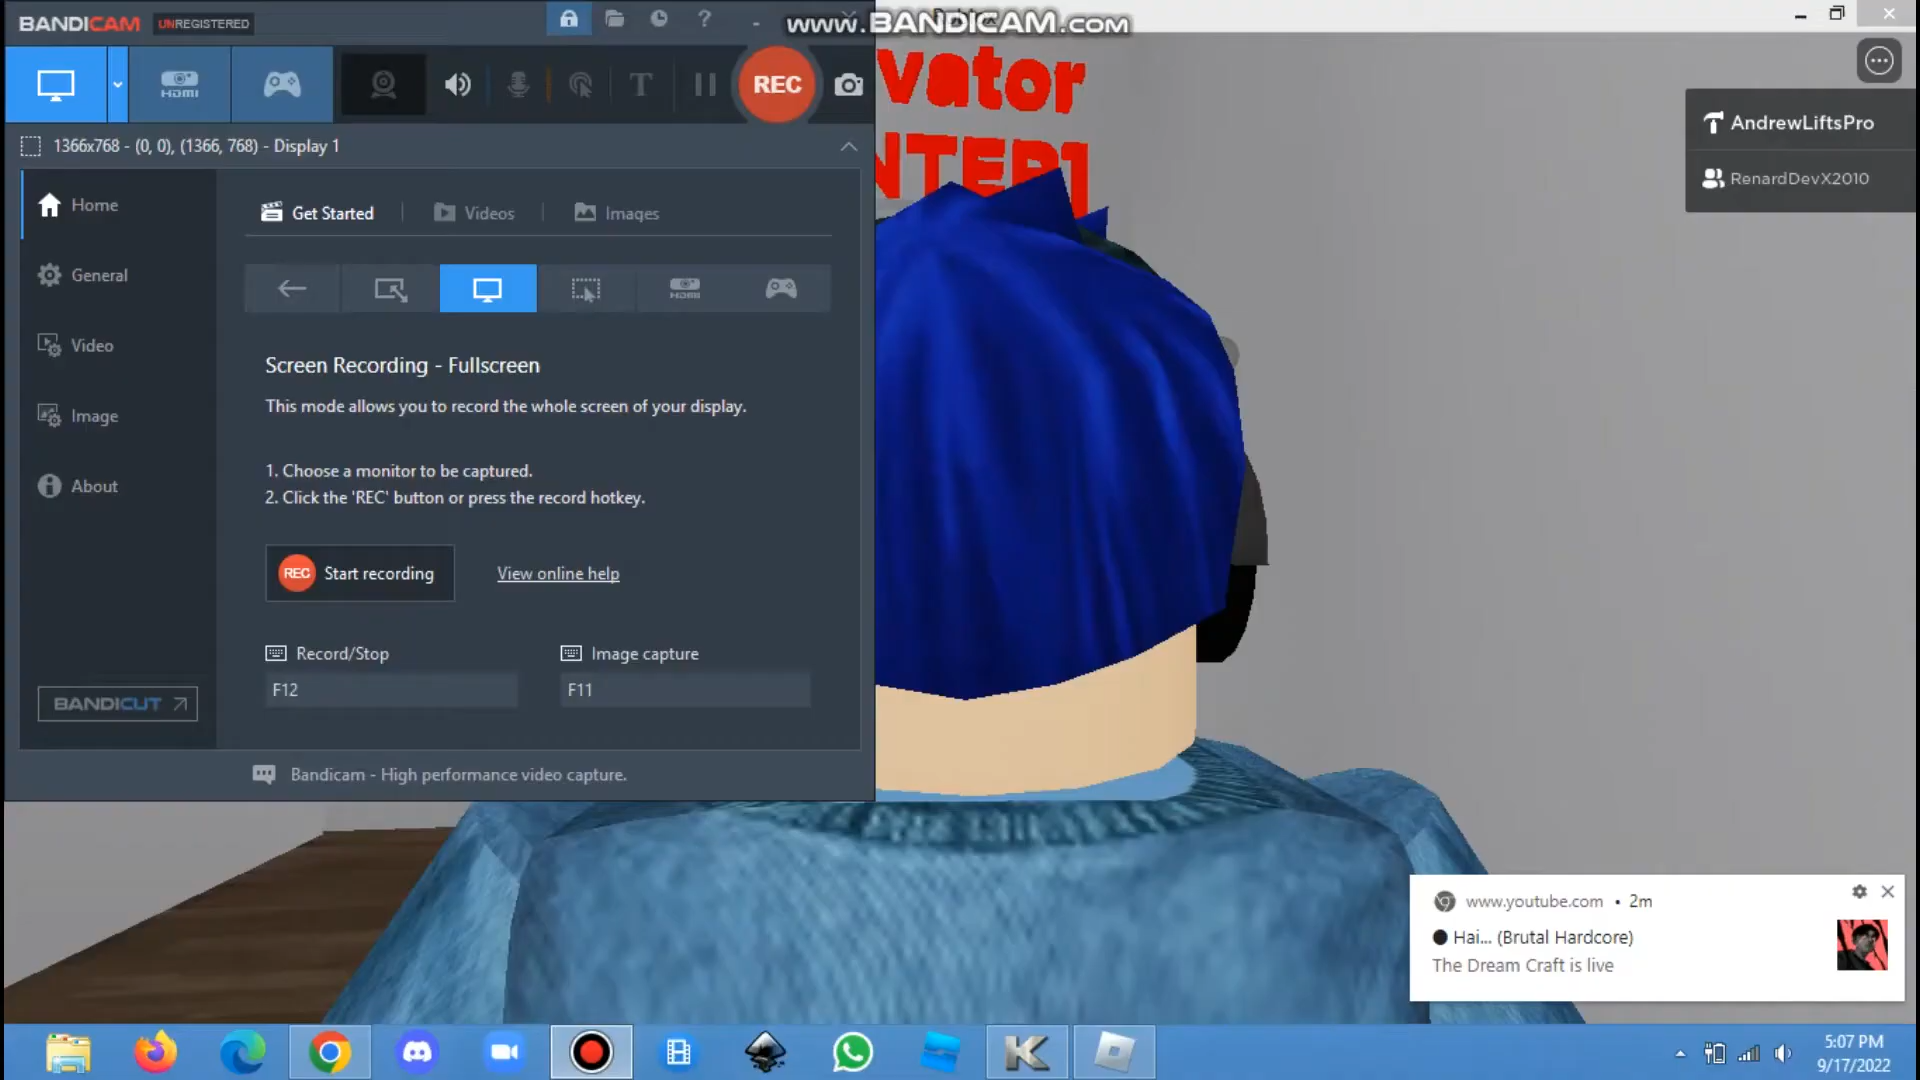 BANDICAM UNREGISTERED
www.BANDICAM.com
HDMI
T
REC
1366x768 - (0, 0), (1366, 768) - Display 1
Home
General
Video
Image
About
BANDICUT
Get Started
Videos
Images
HDMI
Screen Recording - Fullscreen
This mode allows you to record the whole screen of your display.
1. Choose a monitor to be captured.
2. Click the 'REC' button or press the record hotkey.
REC Start recording
View online help
Record/Stop
Image capture
F12
F11
Bandicam - High performance video capture.
vator
NTER1
AndrewLiftsPro
RenardDevX2010
www.youtube.com • 2m
Hai... (Brutal Hardcore)
The Dream Craft is live
K
5:07 PM
9/17/2022